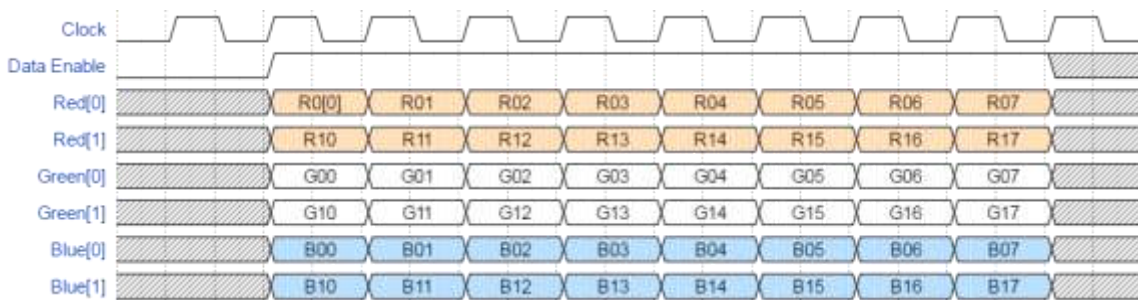 Clock
Data Enable
Red[0] R0[0] R01 R02 R03 R04 R05 R06 R07
Red[1] R10 R11 R12 R13 R14 R15 R16 R17
Green[0] G00 G01 G02 G03 G04 G05 G06 G07
Green[1] G10 G11 G12 G13 G14 G15 G16 G17
Blue[0] B00 B01 B02 B03 B04 B05 B06 B07
Blue[1] B10 B11 B12 B13 B14 B15 B16 B17